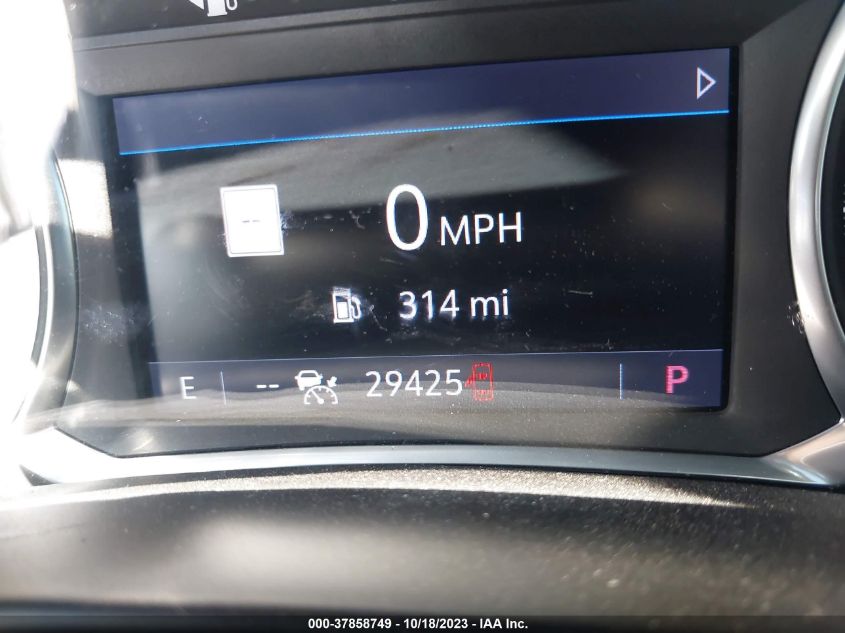 --
0 MPH
314 mi
E -- 29425 P
000-37858749 - 10/18/2023 - IAA Inc.